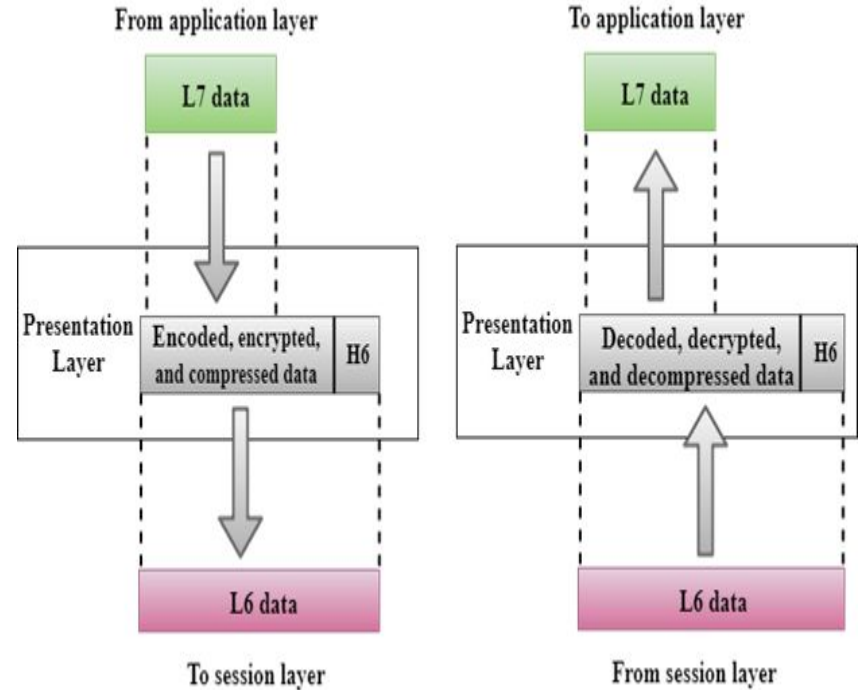 From application layer
L7 data
Presentation
Layer
Encoded, encrypted,
and compressed data
H6
L6 data
To session layer
To application layer
L7 data
Presentation
Layer
Decoded, decrypted,
and decompressed data
H6
L6 data
From session layer